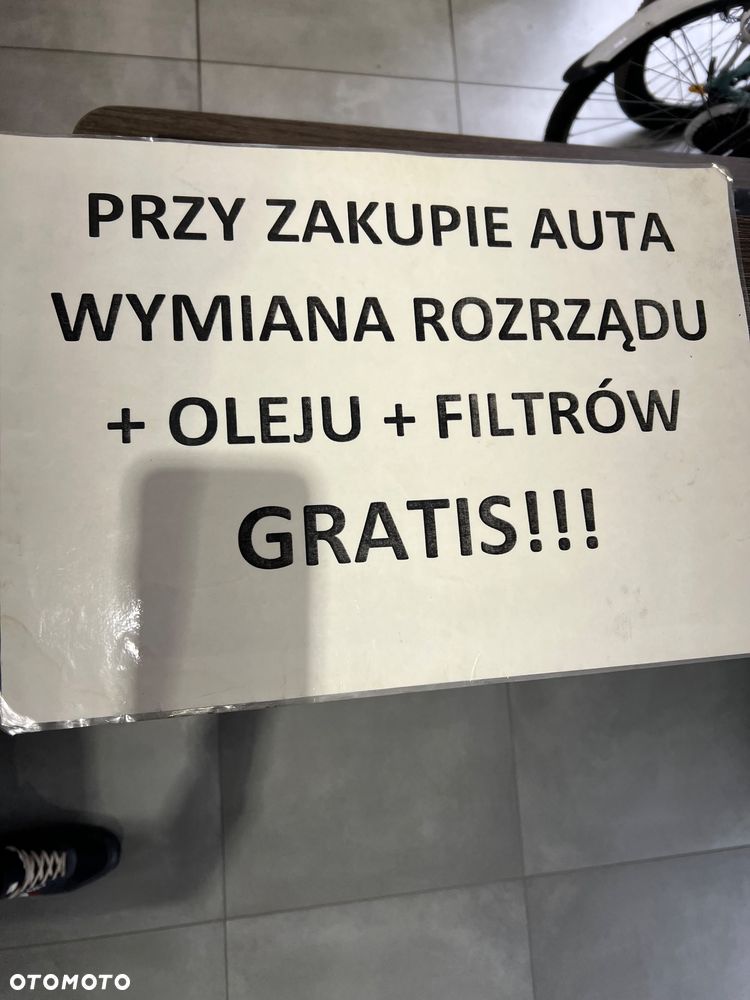 PRZY ZAKUPIE AUTA
WYMIANA ROZRZĄDU
+ OLEJU + FILTRÓW
GRATIS!!!
OTOMOTO